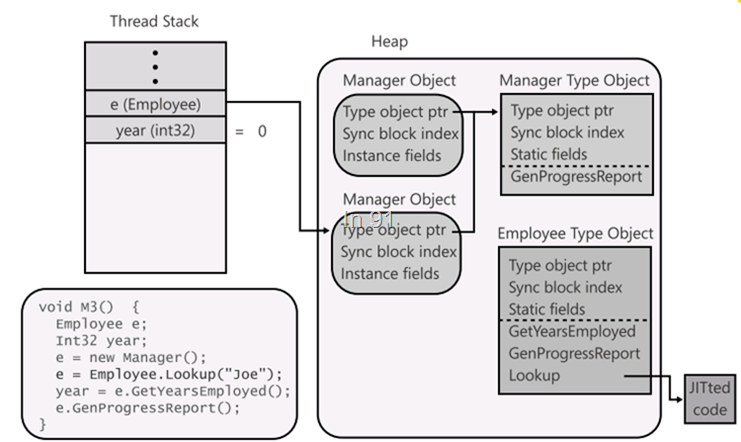 Thread Stack
e (Employee)
year (int32)
= 0
Heap
Manager Object
Type object ptr
Sync block index
Instance fields
Manager Object
In 91
Type object ptr
Sync block index
Instance fields
Manager Type Object
Type object ptr
Sync block index
Static fields
GenProgressReport
Employee Type Object
Type object ptr
Sync block index
Static fields
GetYearsEmployed
GenProgressReport
Lookup
JITted
code
void M3() {
Employee e;
Int32 year;
e = new Manager();
e = Employee.Lookup("Joe");
year = e.GetYearsEmployed();
e.GenProgressReport();
}